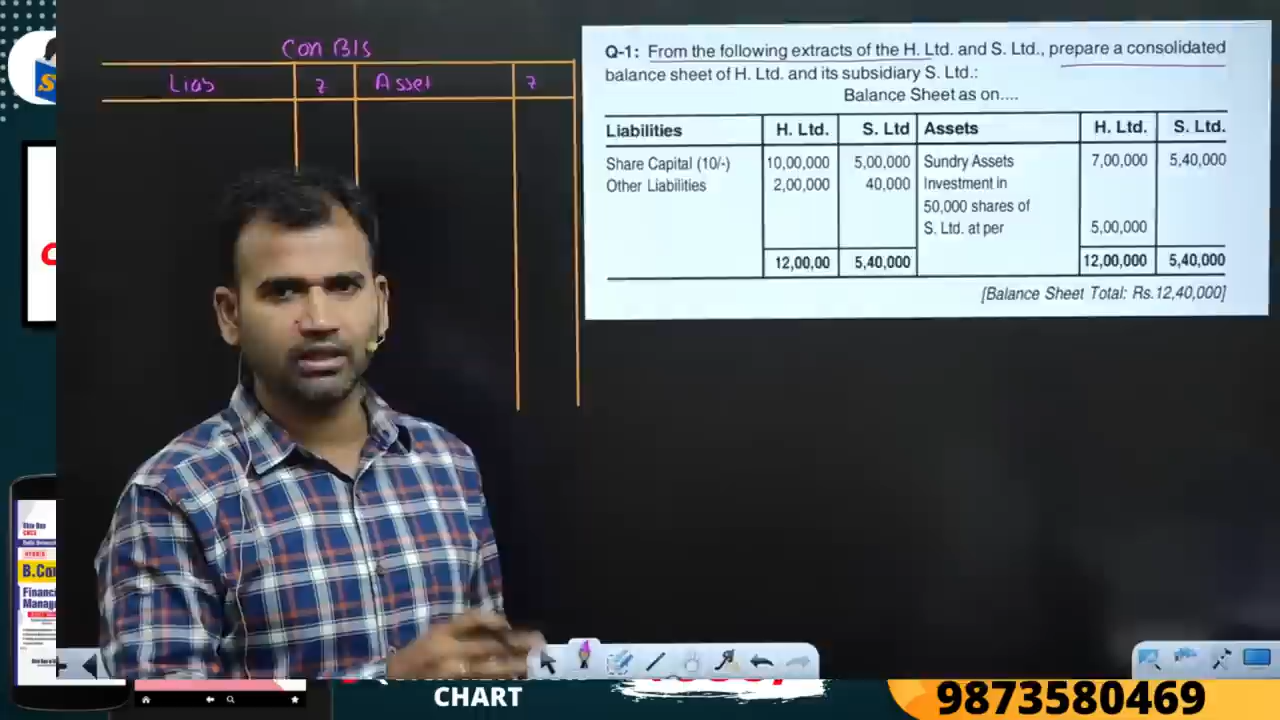 Con B/S
Liab ₹ Asset ₹
Q-1: From the following extracts of the H. Ltd. and S. Ltd., prepare a consolidated
balance sheet of H. Ltd. and its subsidiary S. Ltd.:
Balance Sheet as on....
Liabilities H. Ltd. S. Ltd Assets H. Ltd. S. Ltd.
Share Capital (10/-) 10,00,000 5,00,000 Sundry Assets 7,00,000 5,40,000
Other Liabilities 2,00,000 40,000 Investment in
50,000 shares of
S. Ltd. at per 5,00,000
12,00,00 5,40,000 12,00,000 5,40,000
[Balance Sheet Total: Rs.12,40,000]
B.Co
Financi
Manag
CHART
9873580469